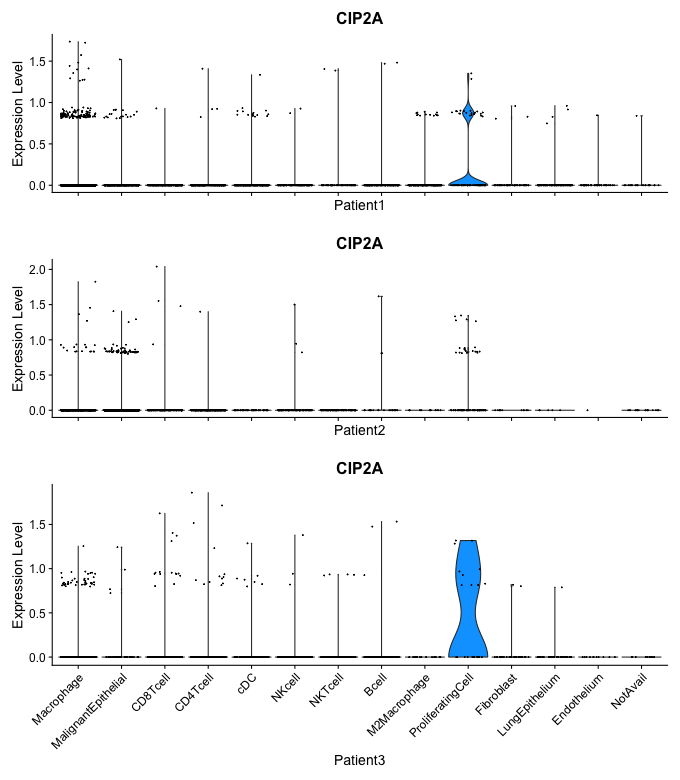 CIP2A
Expression Level
1.5
1.0
0.5
0.0
Patient1
CIP2A
Expression Level
2.0
1.5
1.0
0.5
0.0
Patient2
CIP2A
Expression Level
1.5
1.0
0.5
0.0
Macrophage
MalignantEpithelial
CD8Tcell
CD4Tcell
cDC
NKcell
NKTcell
Bcell
M2Macrophage
ProliferatingCell
Fibroblast
LungEpithelium
Endothelium
NotAvail
Patient3